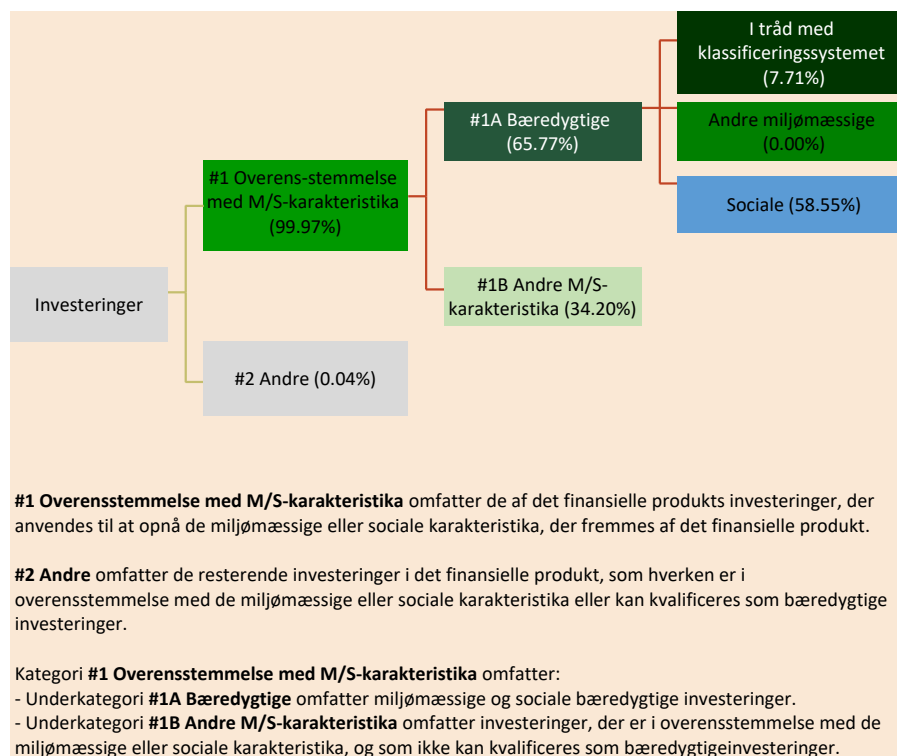 I tråd med
klassificeringssystemet
(7.71%)
#1A Bæredygtige
(65.77%)
Andre miljømæssige
(0.00%)
#1 Overens-stemmelse
med M/S-karakteristika
(99.97%)
Sociale (58.55%)
Investeringer
#1B Andre M/S-
karakteristika (34.20%)
#2 Andre (0.04%)
#1 Overensstemmelse med M/S-karakteristika omfatter de af det finansielle produkts investeringer, der
anvendes til at opnå de miljømæssige eller sociale karakteristika, der fremmes af det finansielle produkt.
#2 Andre omfatter de resterende investeringer i det finansielle produkt, som hverken er i
overensstemmelse med de miljømæssige eller sociale karakteristika eller kan kvalificeres som bæredygtige
investeringer.
Kategori #1 Overensstemmelse med M/S-karakteristika omfatter:
- Underkategori #1A Bæredygtige omfatter miljømæssige og sociale bæredygtige investeringer.
- Underkategori #1B Andre M/S-karakteristika omfatter investeringer, der er i overensstemmelse med de
miljømæssige eller sociale karakteristika, og som ikke kan kvalificeres som bæredygtigeinvesteringer.